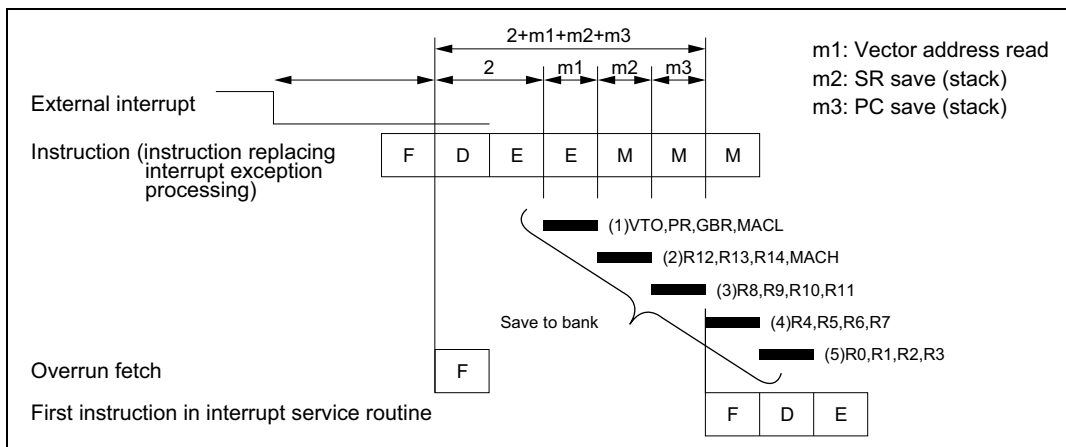 2+m1+m2+m3
m1: Vector address read
2 m1 m2 m3
m2: SR save (stack)
m3: PC save (stack)
External interrupt
Instruction (instruction replacing
interrupt exception
processing)
F D E E M M M
(1)VTO,PR,GBR,MACL
(2)R12,R13,R14,MACH
(3)R8,R9,R10,R11
Save to bank
(4)R4,R5,R6,R7
(5)R0,R1,R2,R3
Overrun fetch
F
First instruction in interrupt service routine
F D E